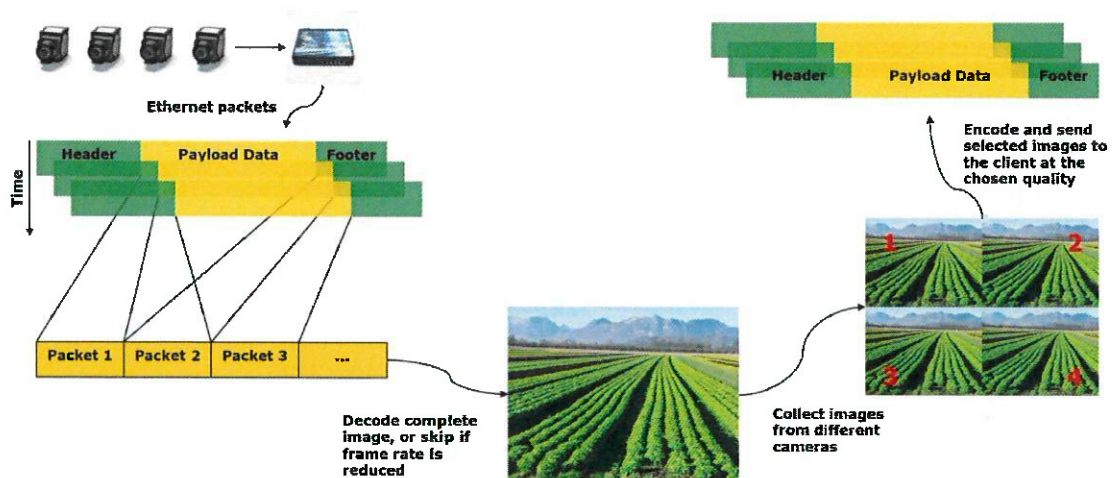 Ethernet packets
Header Payload Data Footer
Time
Packet 1 Packet 2 Packet 3 ...
Decode complete
image, or skip if
frame rate is
reduced
Collect images
from different
cameras
1 2
3 4
Encode and send
selected images to
the client at the
chosen quality
Header Payload Data Footer